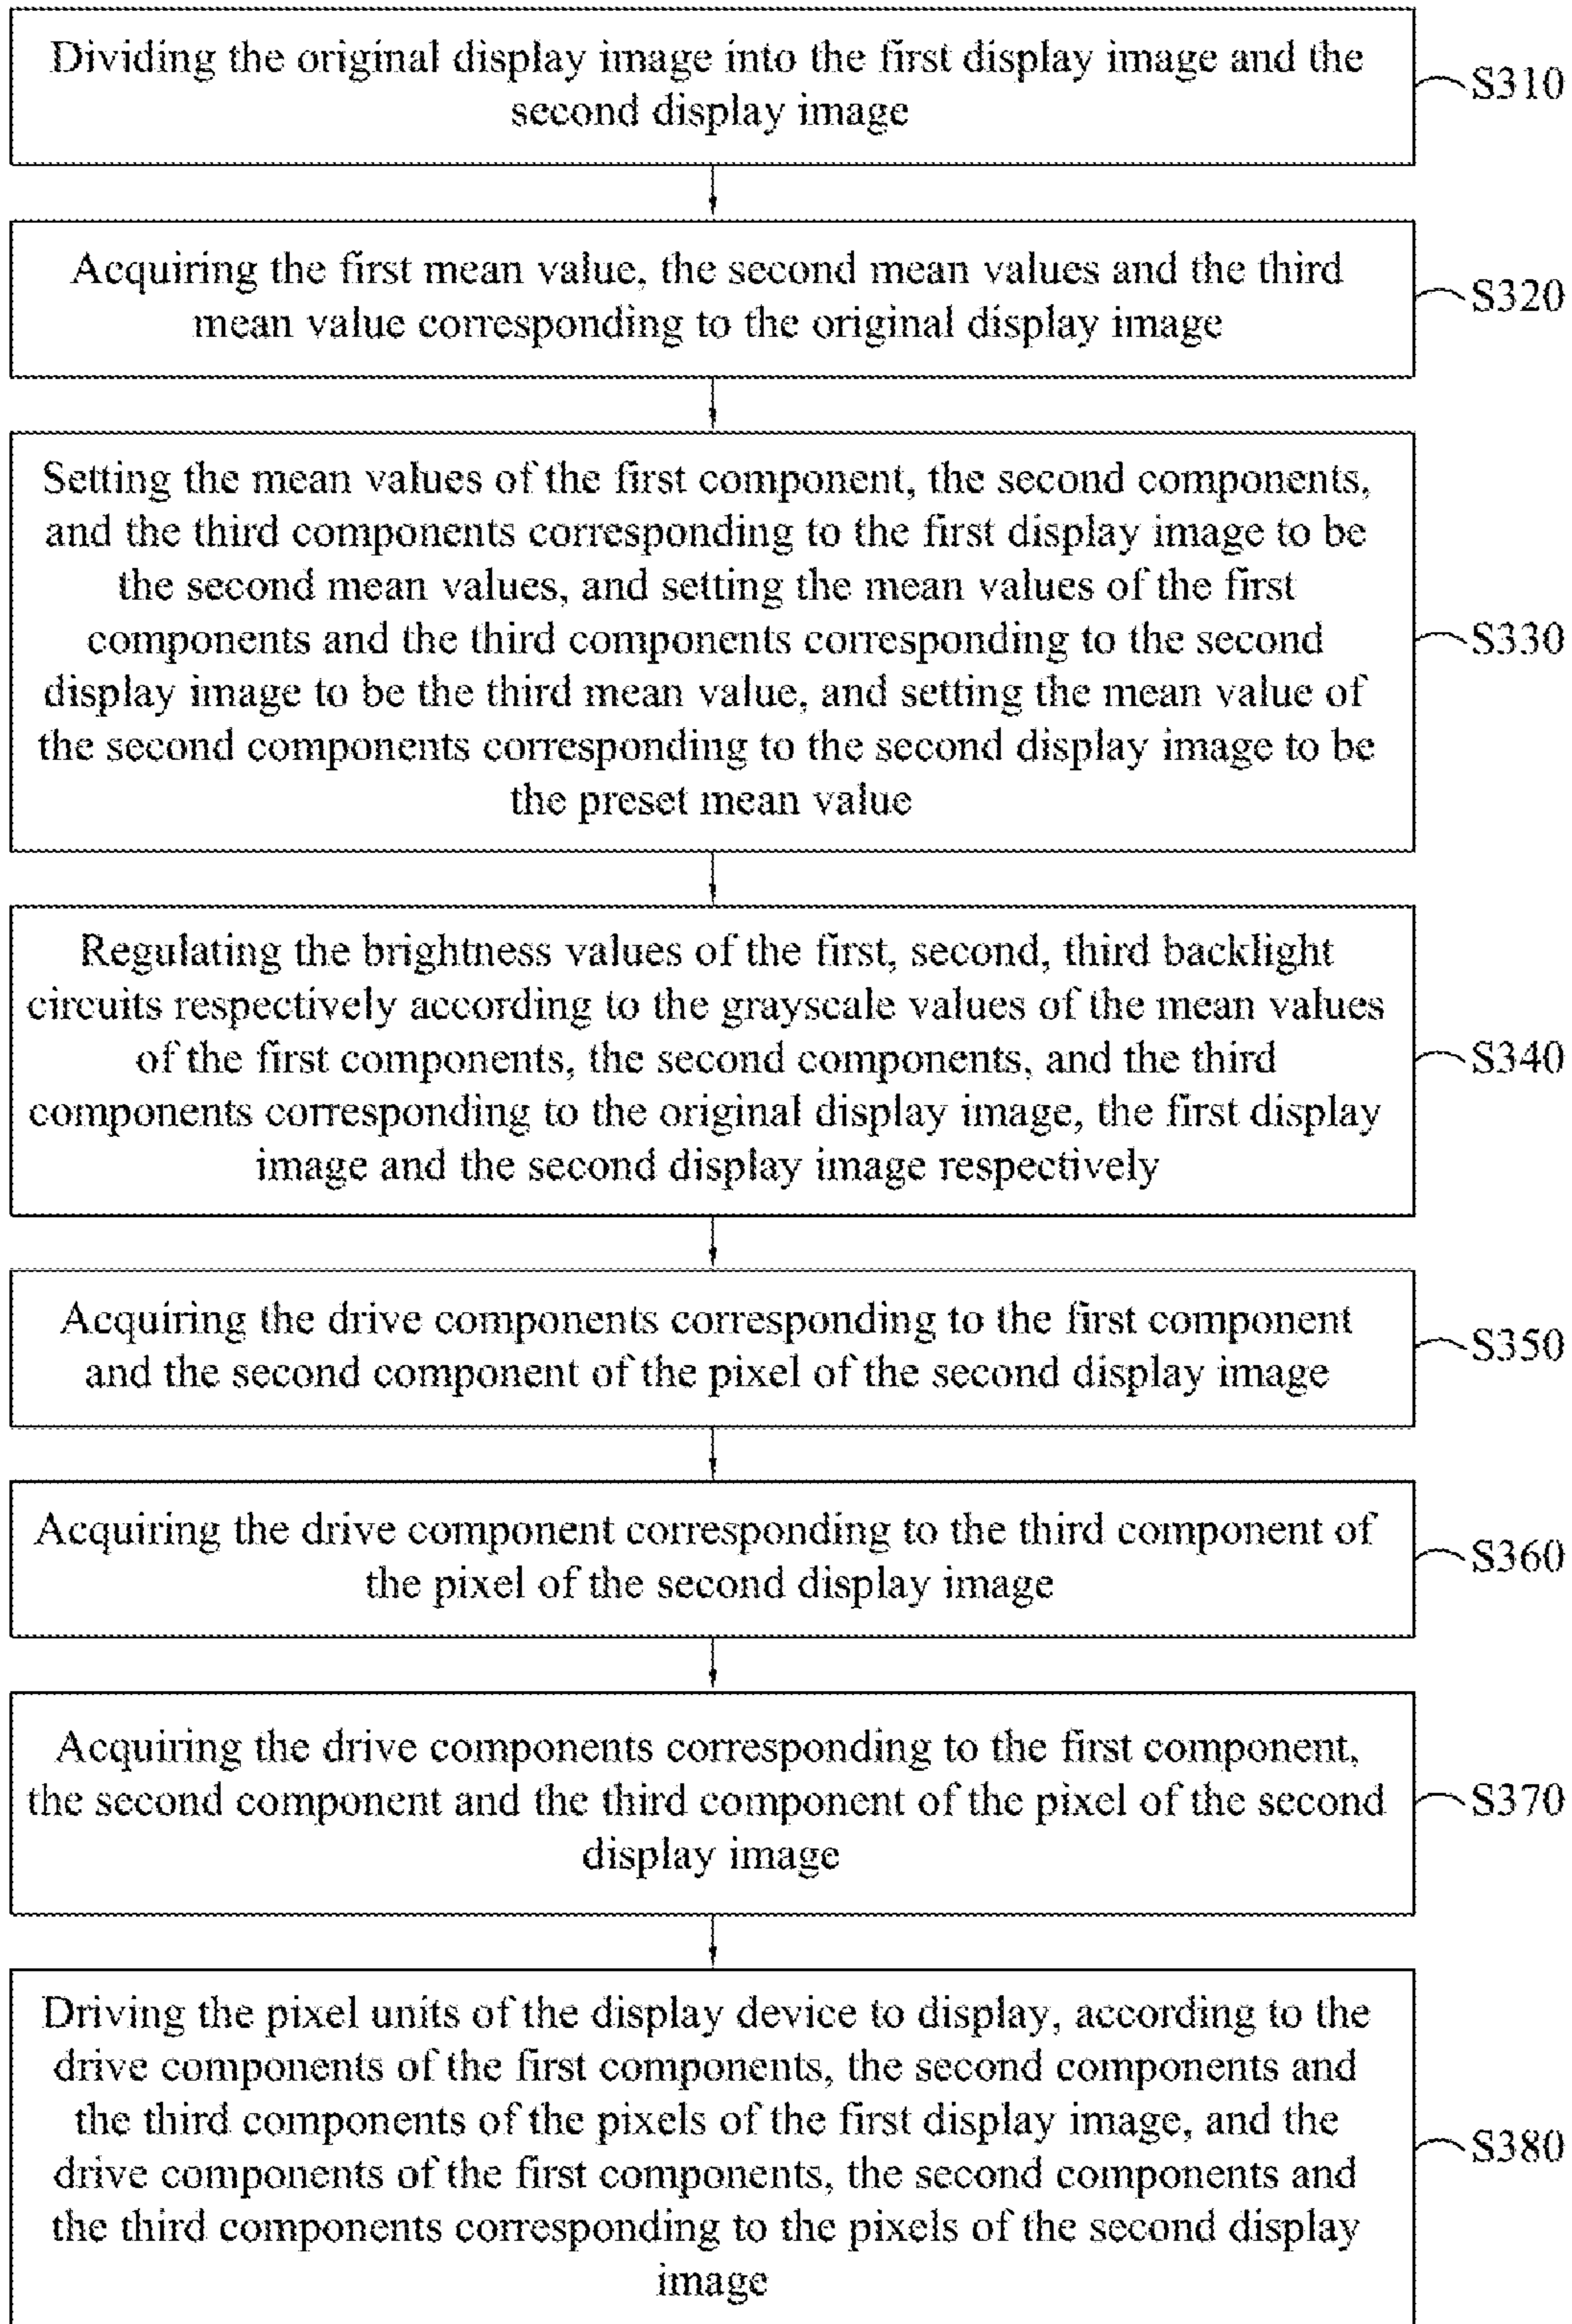 Dividing the original display image into the first display image and the
second display image
S310
Acquiring the first mean value, the second mean values and the third
mean value corresponding to the original display image
S320
Setting the mean values of the first component, the second components,
and the third components corresponding to the first display image to be
the second mean values, and setting the mean values of the first
components and the third components corresponding to the second
display image to be the third mean value, and setting the mean value of
the second components corresponding to the second display image to be
the preset mean value
S330
Regulating the brightness values of the first, second, third backlight
circuits respectively according to the grayscale values of the mean values
of the first components, the second components, and the third
components corresponding to the original display image, the first display
image and the second display image respectively
S340
Acquiring the drive components corresponding to the first component
and the second component of the pixel of the second display image
S350
Acquiring the drive component corresponding to the third component of
the pixel of the second display image
S360
Acquiring the drive components corresponding to the first component,
the second component and the third component of the pixel of the second
display image
S370
Driving the pixel units of the display device to display, according to the
drive components of the first components, the second components and
the third components of the pixels of the first display image, and the
drive components of the first components, the second components and
the third components corresponding to the pixels of the second display
image
S380